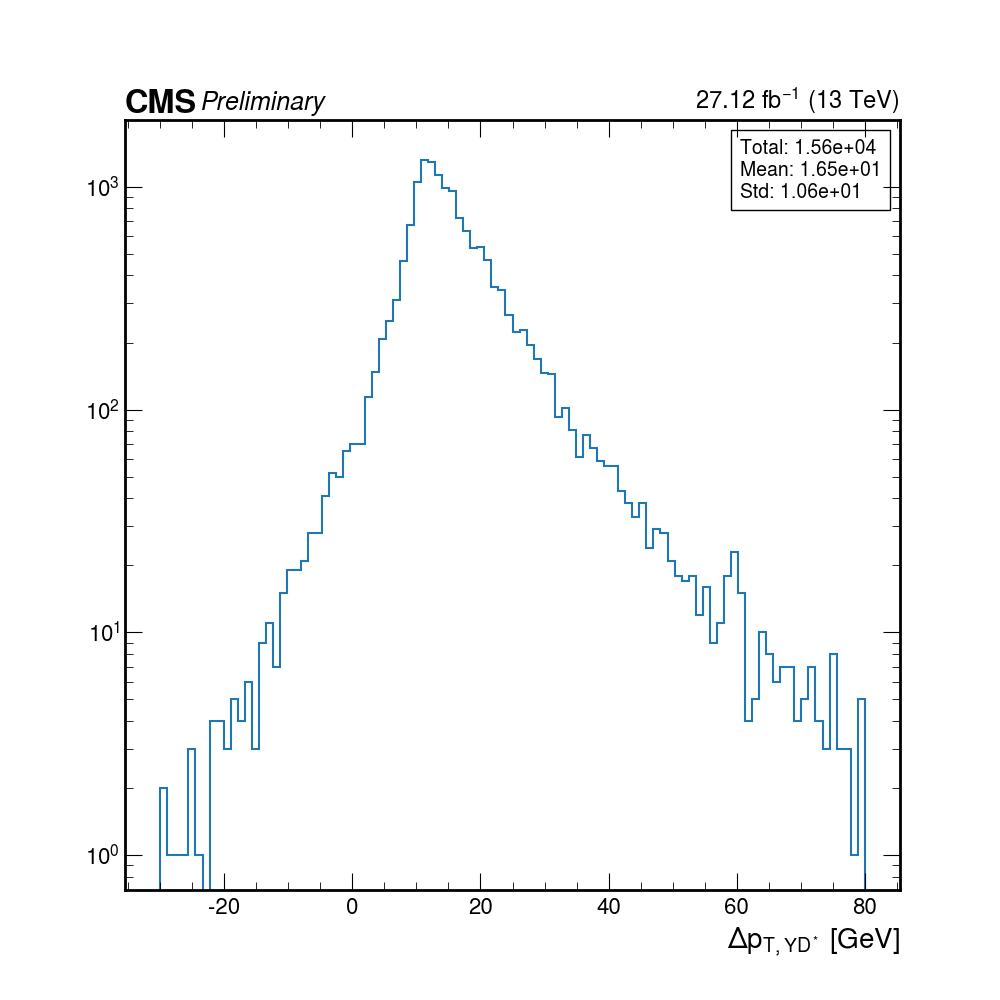 CMS Preliminary 27.12 fb⁻¹ (13 TeV)
Total: 1.56e+04
Mean: 1.65e+01
Std: 1.06e+01
10³
10²
10¹
10⁰
-20 0 20 40 60 80
Δp_{T, YD*} [GeV]